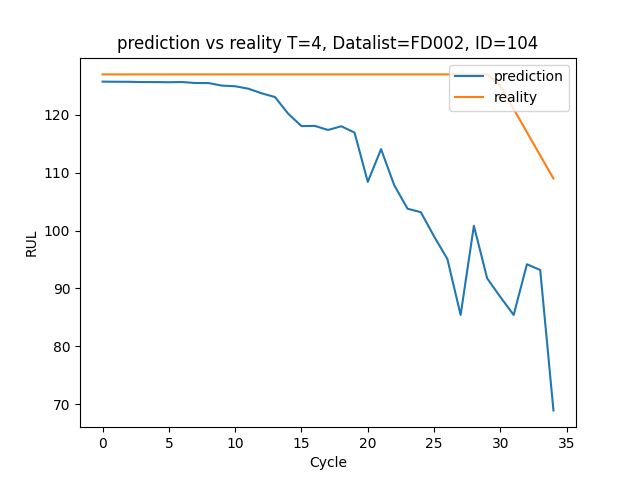 prediction vs reality T=4, Datalist=FD002, ID=104
prediction
reality
120
110
100
90
80
70
RUL
0 5 10 15 20 25 30 35
Cycle